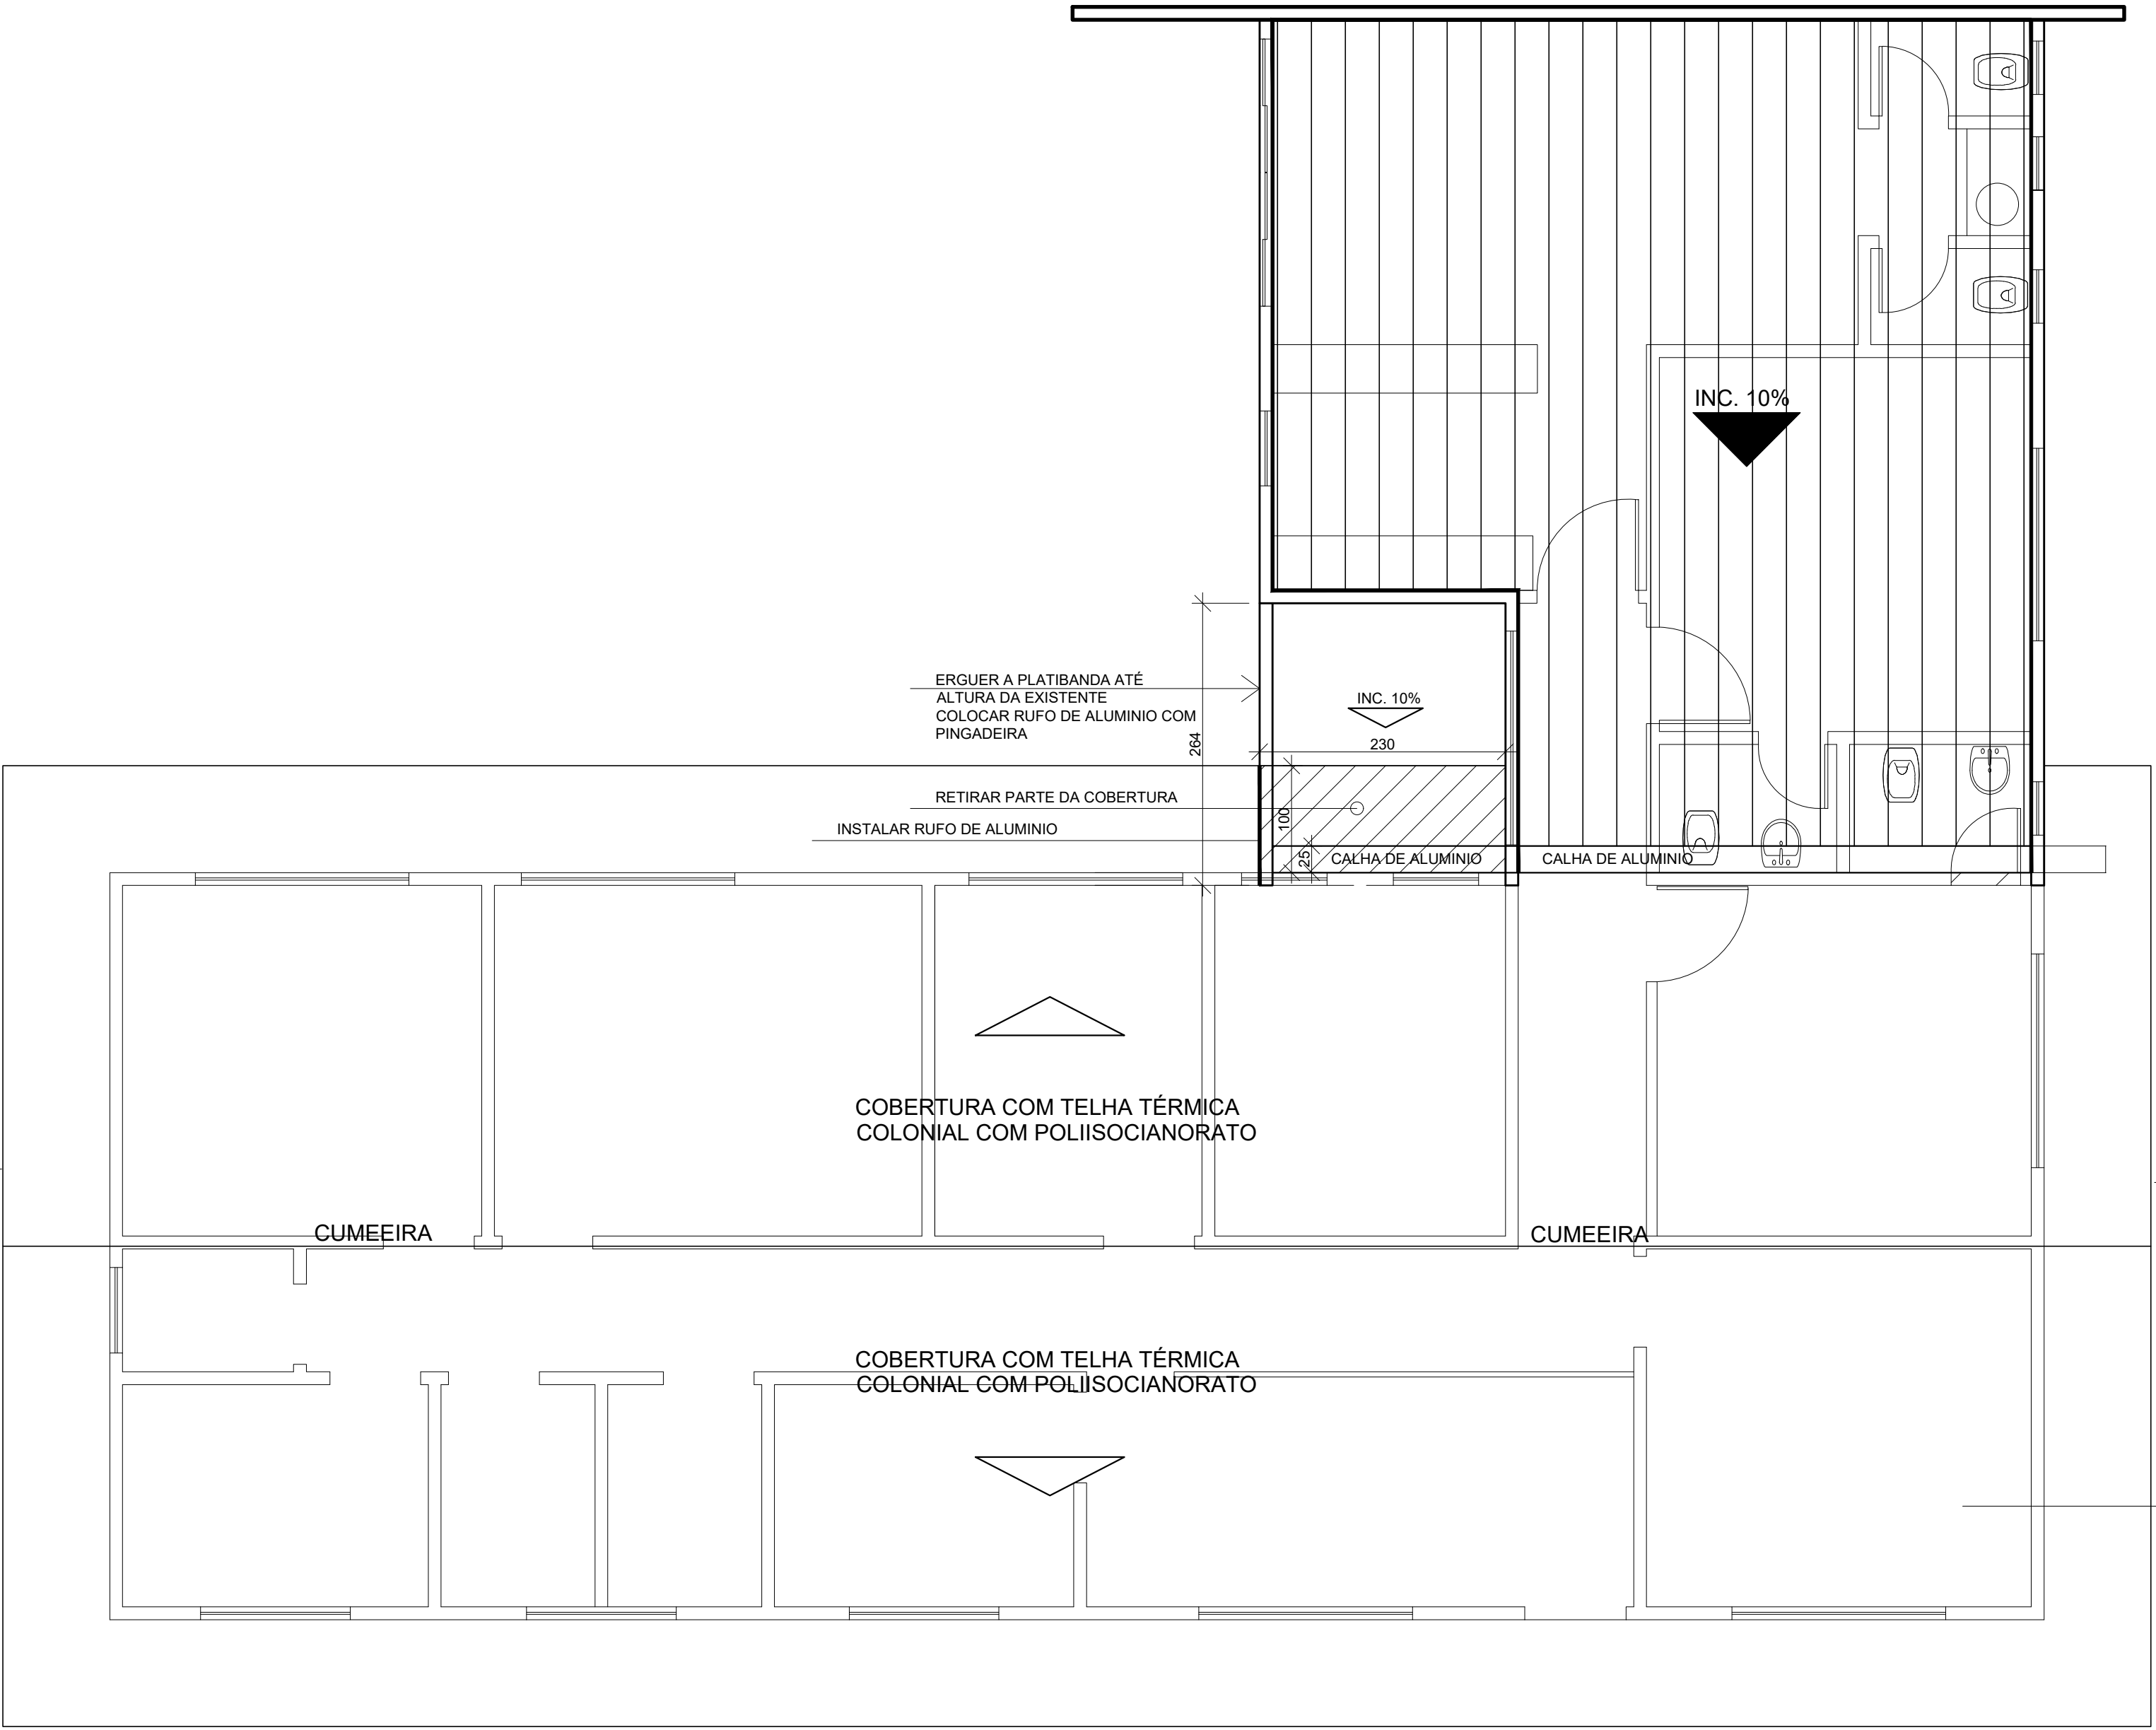 INC. 10%
ERGUER A PLATIBANDA ATÉ
ALTURA DA EXISTENTE
COLOCAR RUFO DE ALUMINIO COM
PINGADEIRA
INC. 10%
264
230
RETIRAR PARTE DA COBERTURA
100
INSTALAR RUFO DE ALUMINIO
25
CALHA DE ALUMINIO
CALHA DE ALUMINIO
COBERTURA COM TELHA TÉRMICA
COLONIAL COM POLIISOCIANORATO
CUMEEIRA
CUMEEIRA
COBERTURA COM TELHA TÉRMICA
COLONIAL COM POLIISOCIANORATO